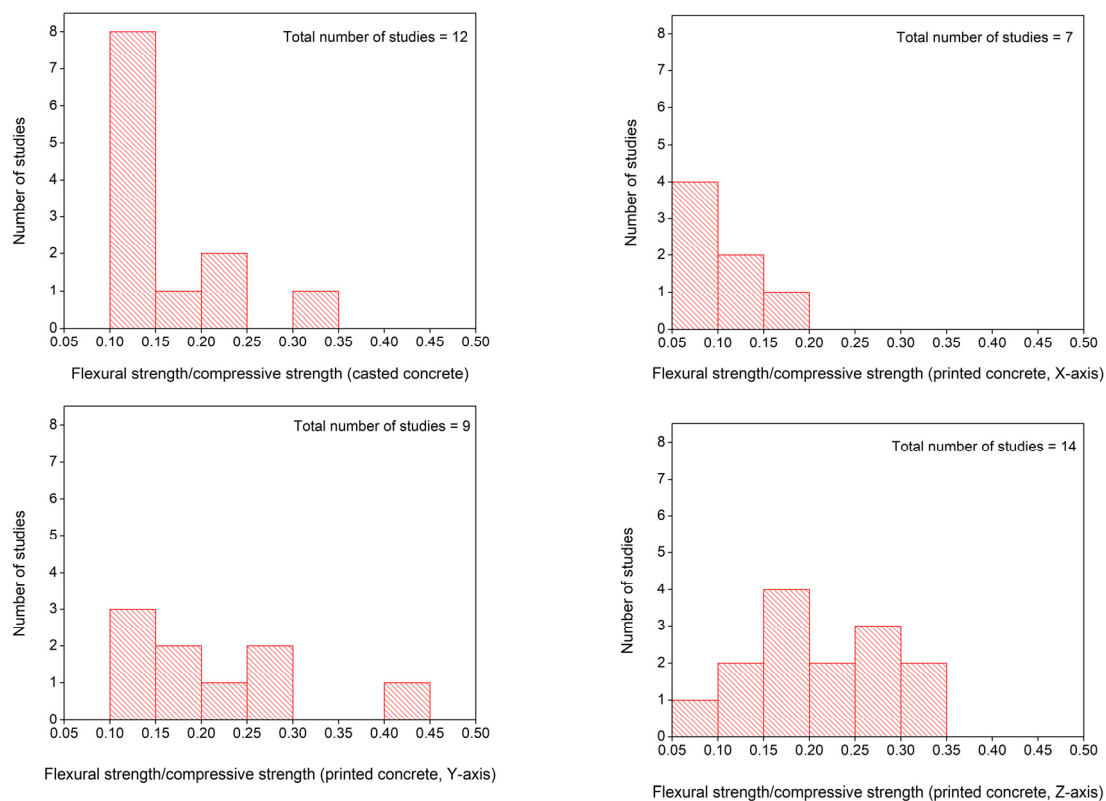 Total number of studies = 12
Number of studies
8
7
6
5
4
3
2
1
0
0.05 0.10 0.15 0.20 0.25 0.30 0.35 0.40 0.45 0.50
Flexural strength/compressive strength (casted concrete)
Total number of studies = 7
Number of studies
8
7
6
5
4
3
2
1
0
0.05 0.10 0.15 0.20 0.25 0.30 0.35 0.40 0.45 0.50
Flexural strength/compressive strength (printed concrete, X-axis)
Total number of studies = 9
Number of studies
8
7
6
5
4
3
2
1
0
0.05 0.10 0.15 0.20 0.25 0.30 0.35 0.40 0.45 0.50
Flexural strength/compressive strength (printed concrete, Y-axis)
Total number of studies = 14
Number of studies
8
7
6
5
4
3
2
1
0
0.05 0.10 0.15 0.20 0.25 0.30 0.35 0.40 0.45 0.50
Flexural strength/compressive strength (printed concrete, Z-axis)